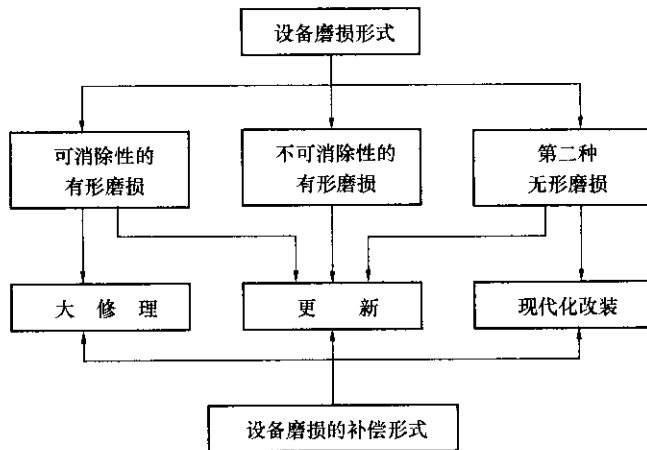 设备磨损形式
可消除性的
有形磨损
不可消除性的
有形磨损
第二种
无形磨损
大 修 理
更 新
现代化改装
设备磨损的补偿形式